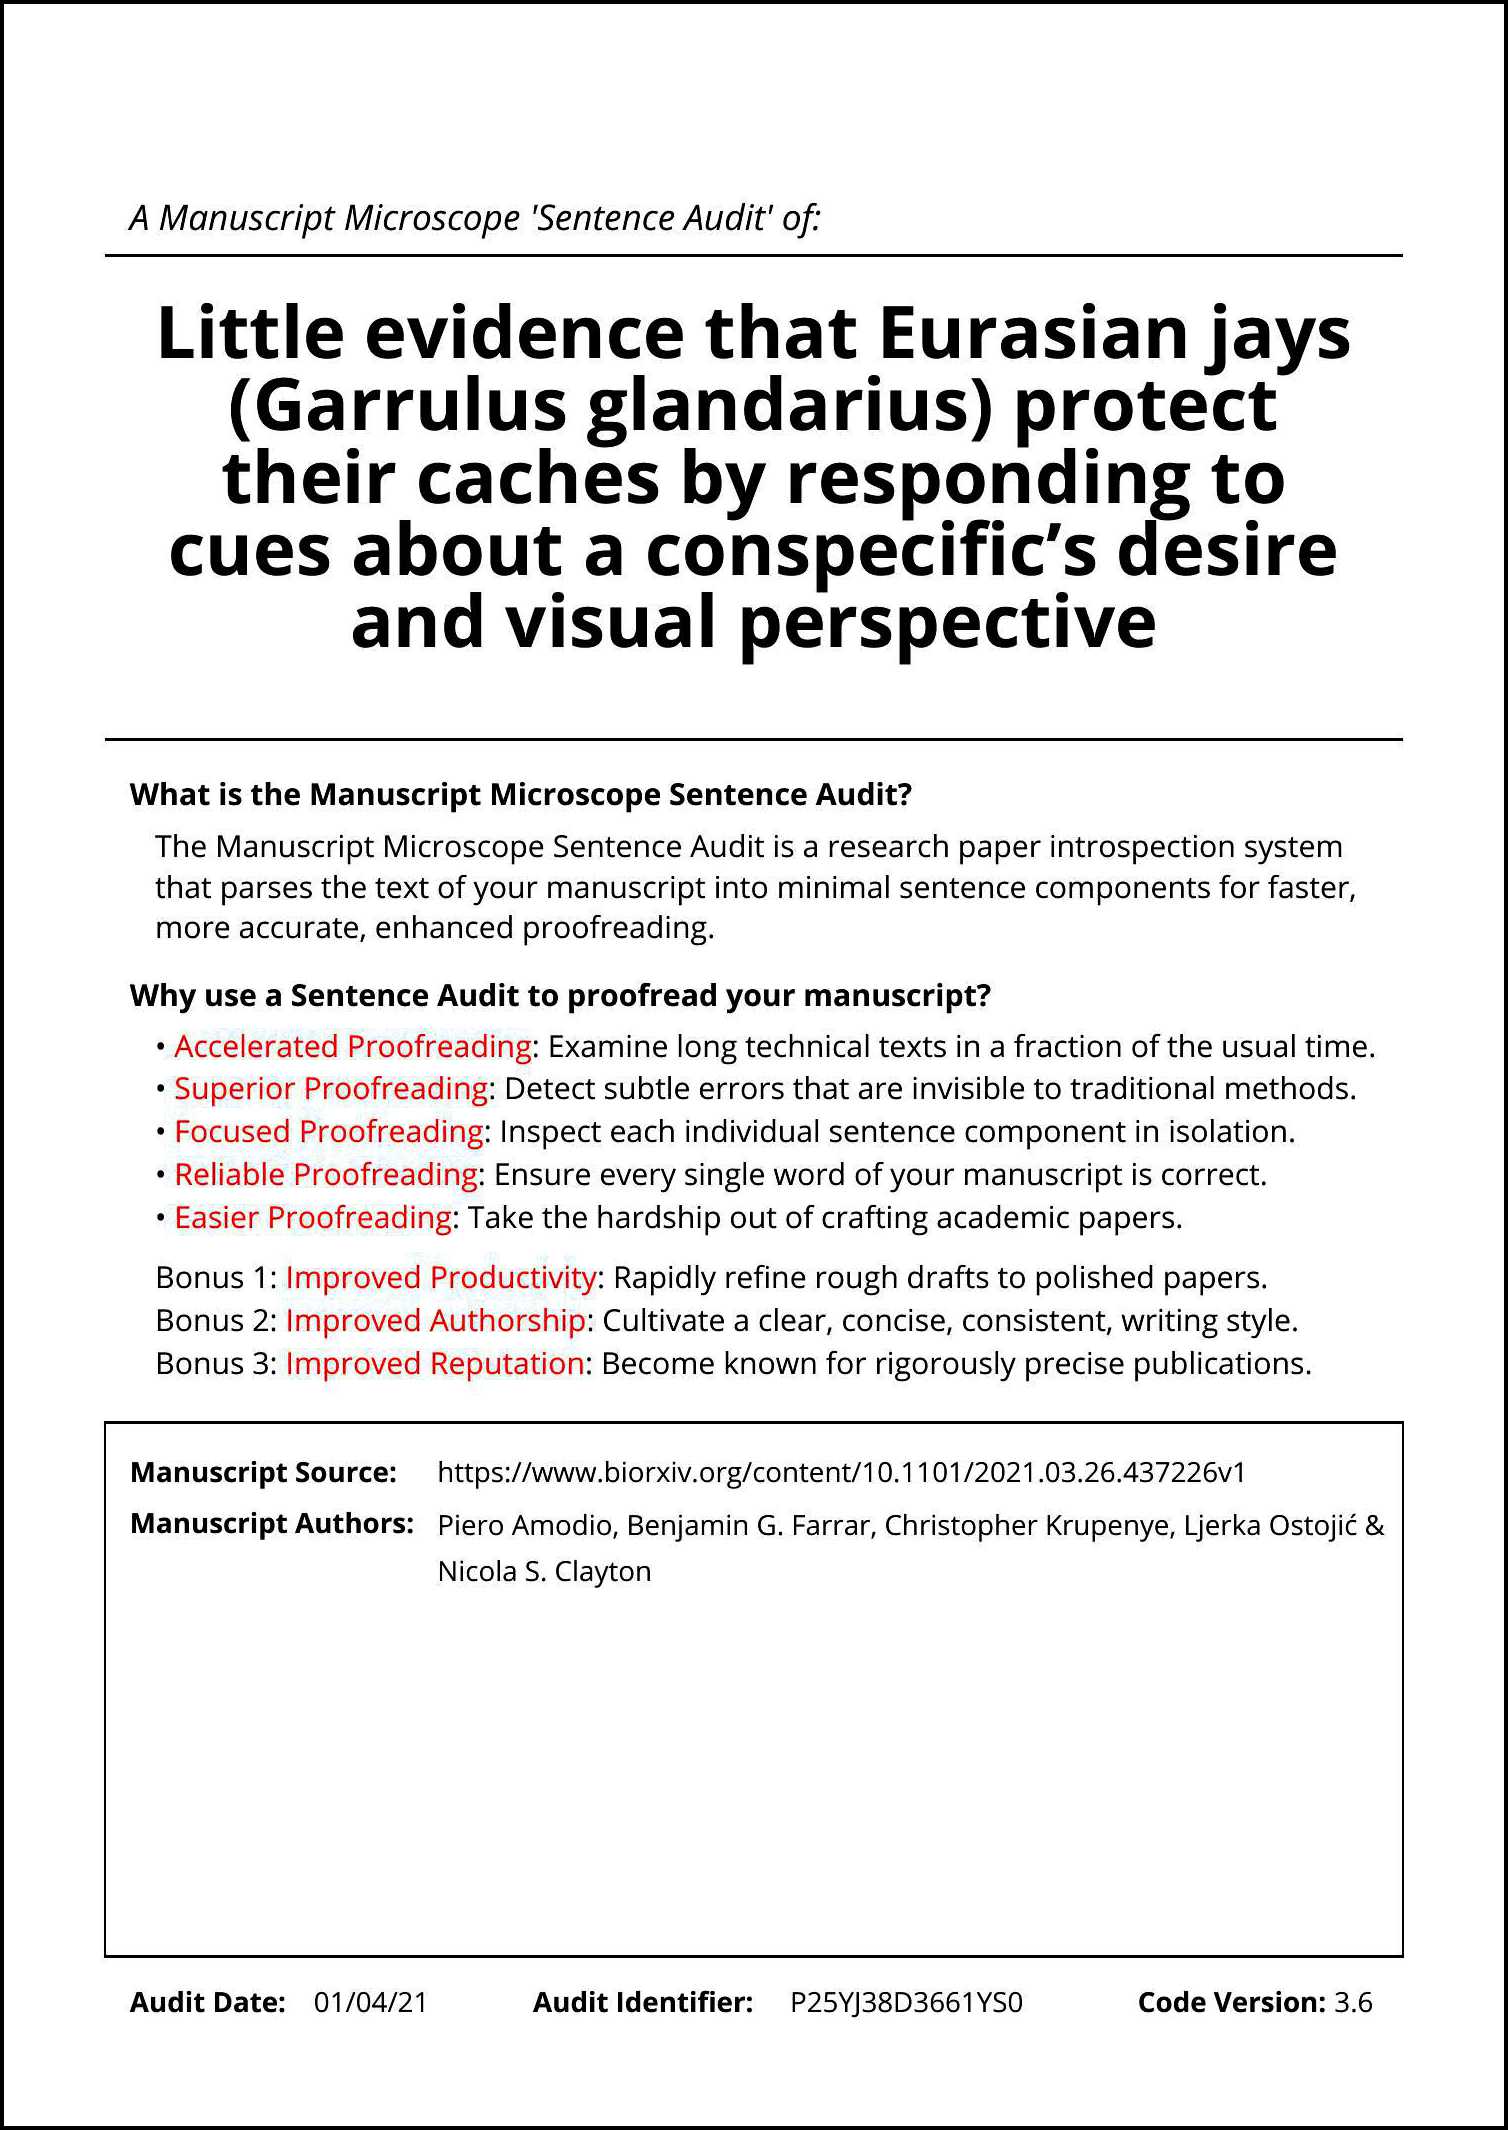 A Manuscript Microscope 'Sentence Audit' of:
Little evidence that Eurasian jays
(Garrulus glandarius) protect
their caches by responding to
cues about a conspecific’s desire
and visual perspective
What is the Manuscript Microscope Sentence Audit?
The Manuscript Microscope Sentence Audit is a research paper introspection system
that parses the text of your manuscript into minimal sentence components for faster,
more accurate, enhanced proofreading.
Why use a Sentence Audit to proofread your manuscript?
• Accelerated Proofreading: Examine long technical texts in a fraction of the usual time.
• Superior Proofreading: Detect subtle errors that are invisible to traditional methods.
• Focused Proofreading: Inspect each individual sentence component in isolation.
• Reliable Proofreading: Ensure every single word of your manuscript is correct.
• Easier Proofreading: Take the hardship out of crafting academic papers.
Bonus 1: Improved Productivity: Rapidly refine rough drafts to polished papers.
Bonus 2: Improved Authorship: Cultivate a clear, concise, consistent, writing style.
Bonus 3: Improved Reputation: Become known for rigorously precise publications.
Manuscript Source: https://www.biorxiv.org/content/10.1101/2021.03.26.437226v1
Manuscript Authors: Piero Amodio, Benjamin G. Farrar, Christopher Krupenye, Ljerka Ostojić &
Nicola S. Clayton
Audit Date: 01/04/21 Audit Identifier: P25YJ38D3661YS0 Code Version: 3.6